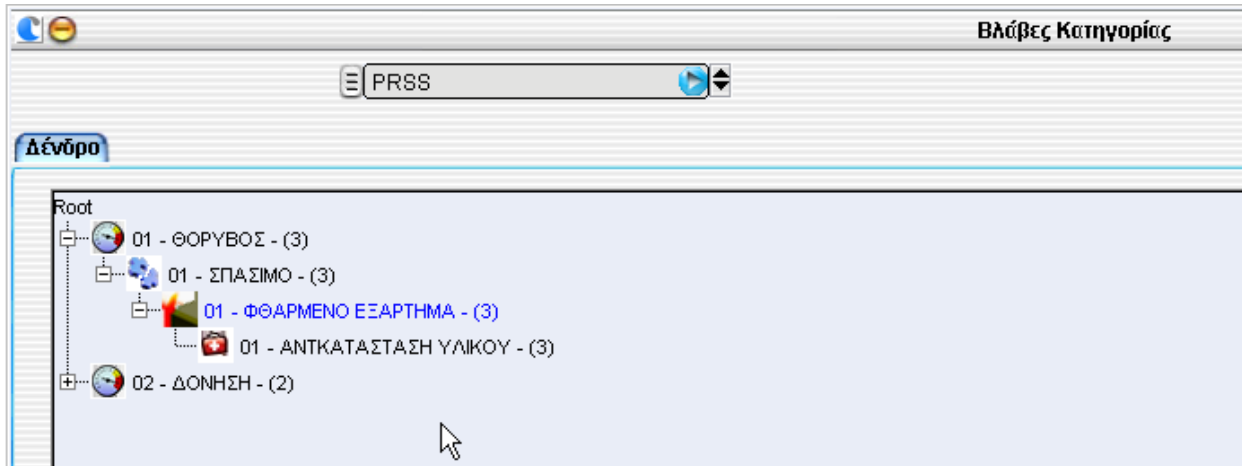 Βλάβες Κατηγορίας
PRSS
Δένδρο
Root
01 - ΘΟΡΥΒΟΣ - (3)
01 - ΣΠΑΣΙΜΟ - (3)
01 - ΦΘΑΡΜΕΝΟ ΕΞΑΡΤΗΜΑ - (3)
01 - ΑΝΤΚΑΤΑΣΤΑΣΗ ΥΛΙΚΟΥ - (3)
02 - ΔΟΝΗΣΗ - (2)